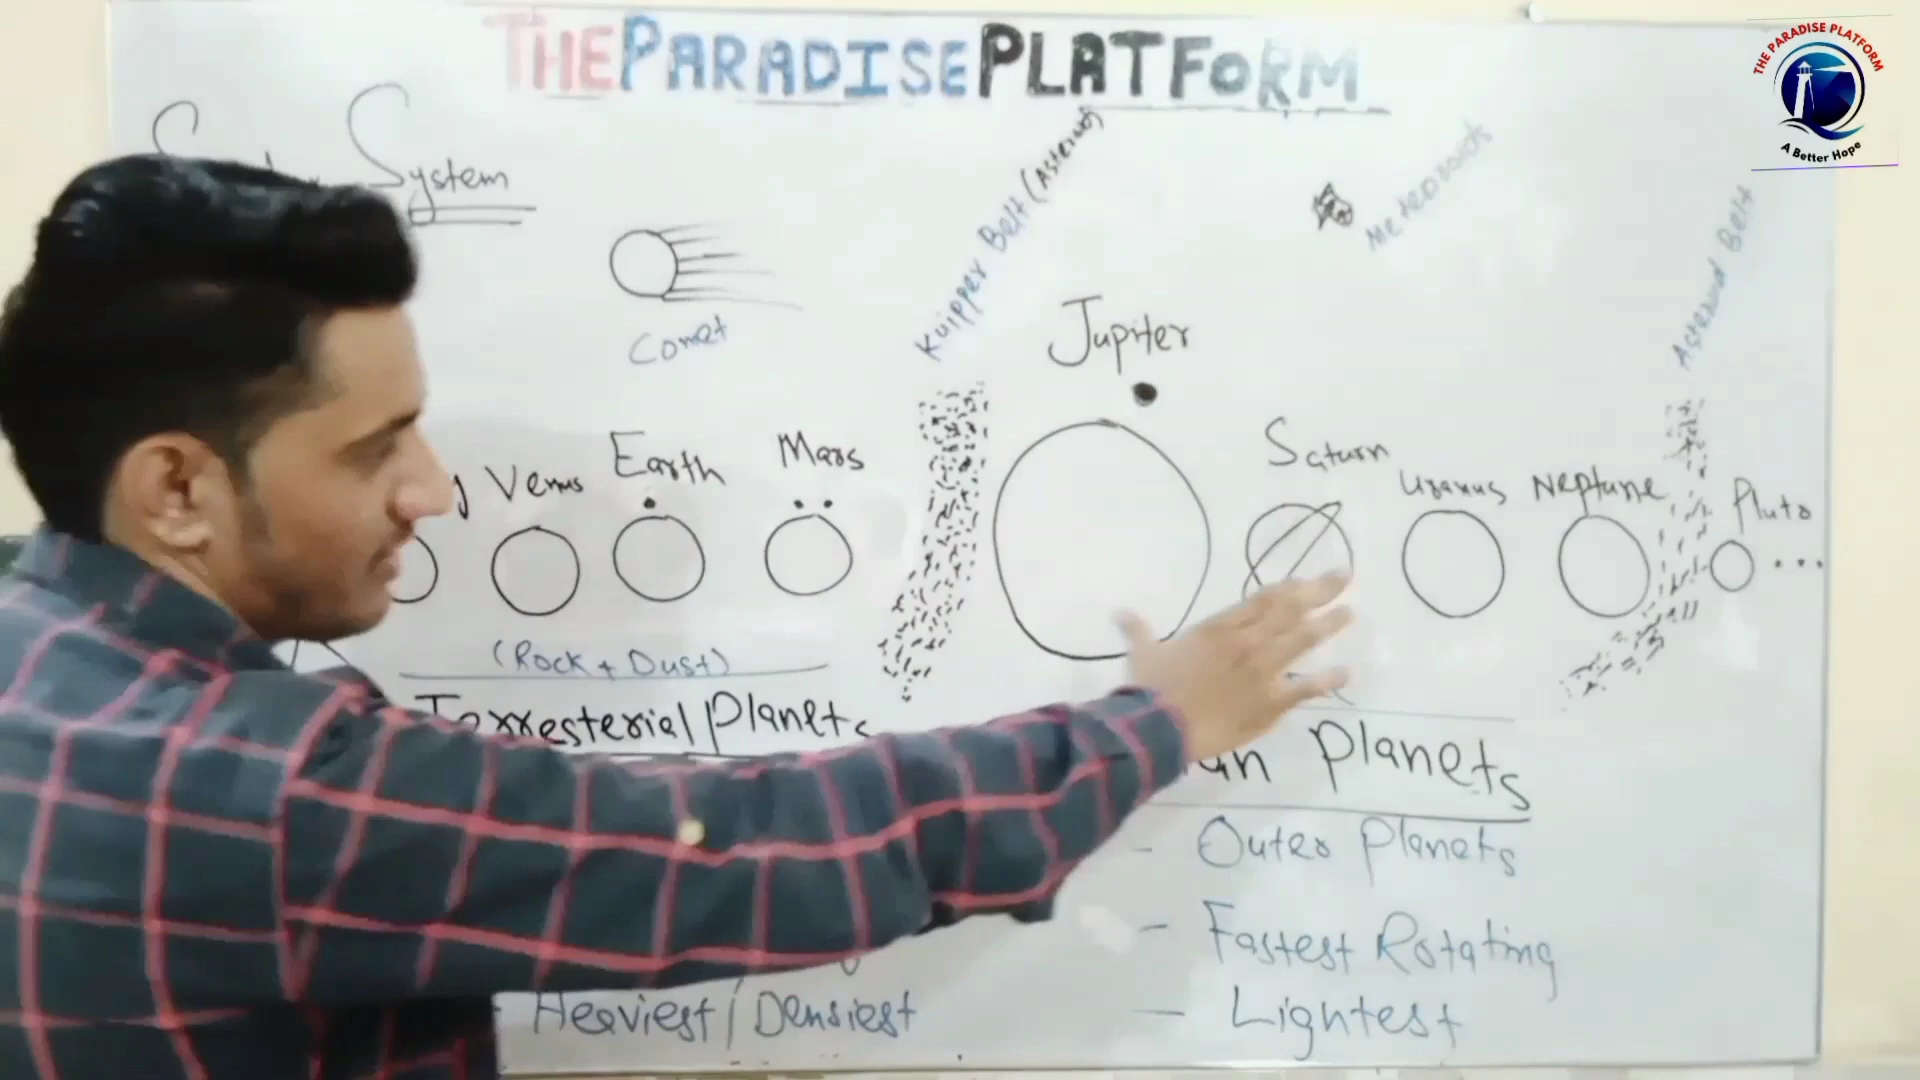 THE PARADISE PLATFORM
THE PARADISE PLATFORM
A Better Hope
System
Comet
Kuipper Belt (Asteroids)
Meteoroids
Asteroid Belt
Jupiter
Venus
Earth
Mars
Saturn
Uranus
Neptune
Pluto
(Rock + Dust)
Terresterial Planets
Planets
- Outer Planets
- Fastest Rotating
- Heaviest / Densiest
- Lightest